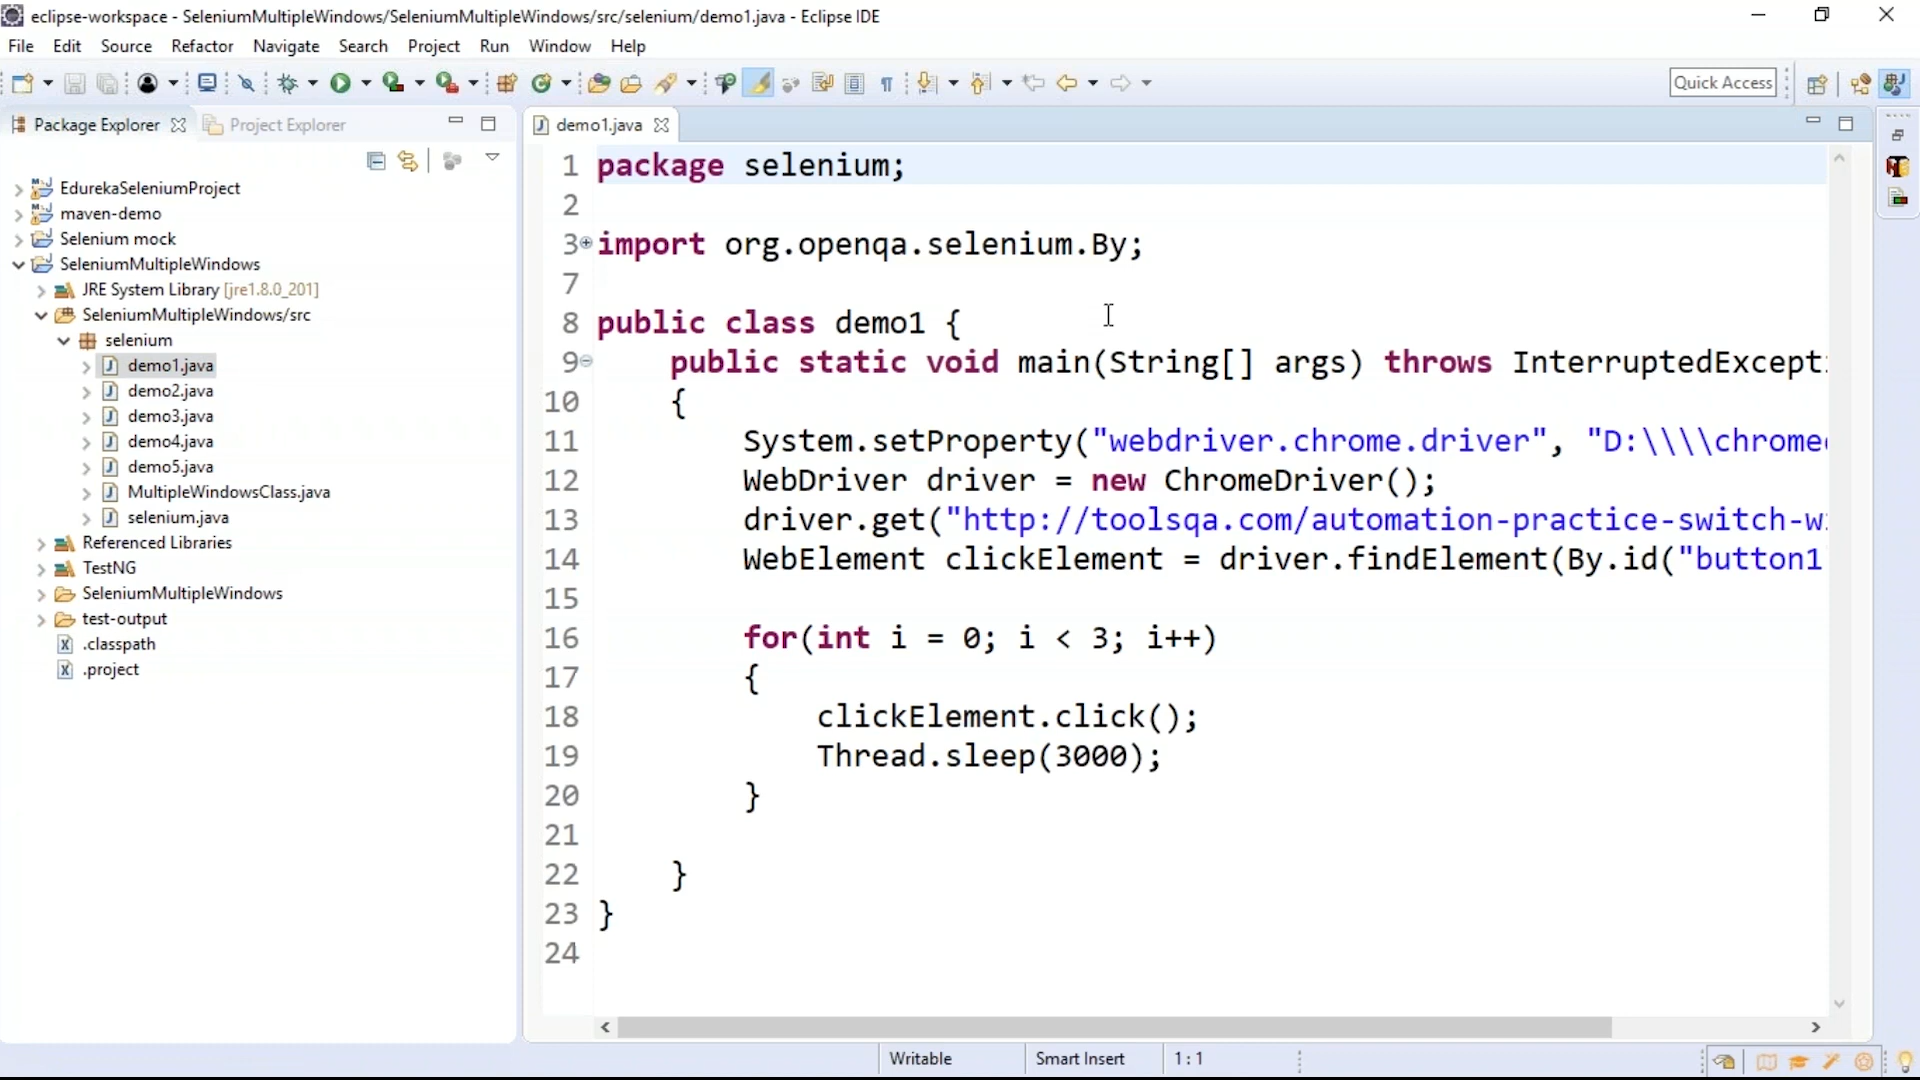 eclipse-workspace - SeleniumMultipleWindows/SeleniumMultipleWindows/src/selenium/demo1.java - Eclipse IDE
File Edit Source Refactor Navigate Search Project Run Window Help
Quick Access
Package Explorer Project Explorer
EdurekaSeleniumProject
maven-demo
Selenium mock
SeleniumMultipleWindows
JRE System Library [jre1.8.0_201]
SeleniumMultipleWindows/src
selenium
demo1.java
demo2.java
demo3.java
demo4.java
demo5.java
MultipleWindowsClass.java
selenium.java
Referenced Libraries
TestNG
SeleniumMultipleWindows
test-output
.classpath
.project
demo1.java
1 package selenium;
2
3 import org.openqa.selenium.By;
7
8 public class demo1 {
9 public static void main(String[] args) throws InterruptedExcepti
10 {
11 System.setProperty("webdriver.chrome.driver", "D:\\\\chrome
12 WebDriver driver = new ChromeDriver();
13 driver.get("http://toolsqa.com/automation-practice-switch-w
14 WebElement clickElement = driver.findElement(By.id("button1
15
16 for(int i = 0; i < 3; i++)
17 {
18 clickElement.click();
19 Thread.sleep(3000);
20 }
21
22 }
23 }
24
Writable Smart Insert 1 : 1